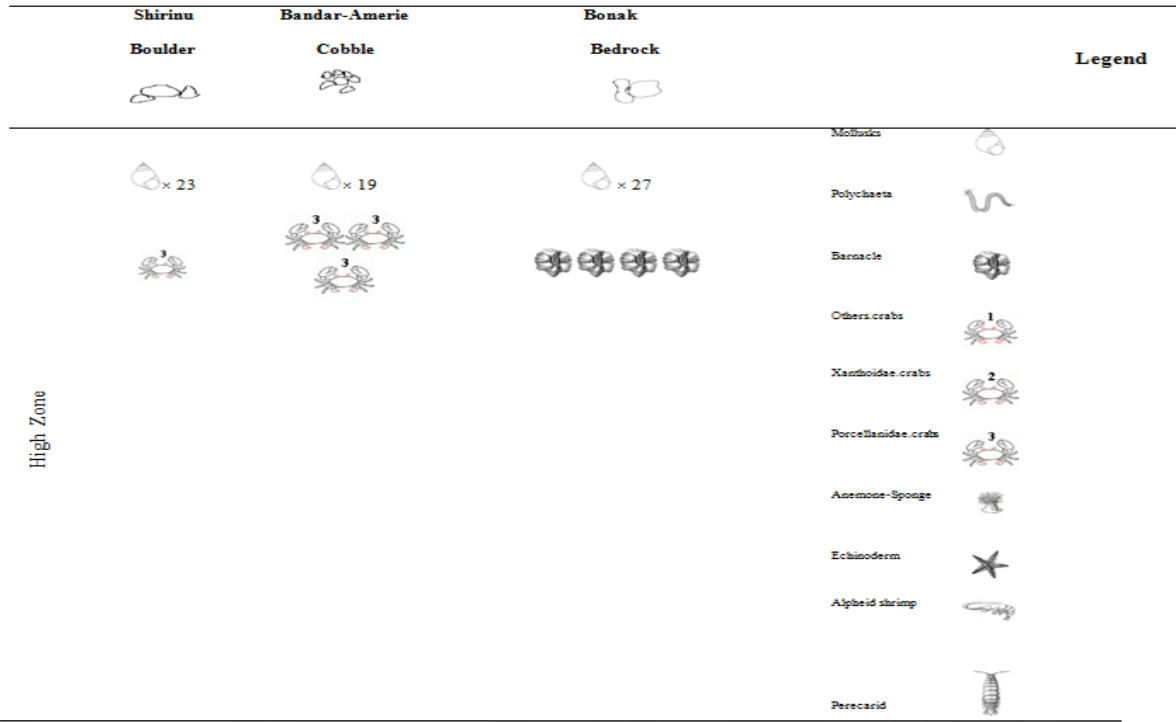 Shirinu Bandar-Amerie Bonak
Boulder Cobble Bedrock
Legend
Mollusks
× 23 × 19 × 27
Polychaeta
3 3
3 3
Barnacle
Others.crabs 1
Xanthoidae.crabs 2
High Zone
Porcellanidae.crabs 3
Anemone-Sponge
Echinoderm
Alpheid shrimp
Perecarid